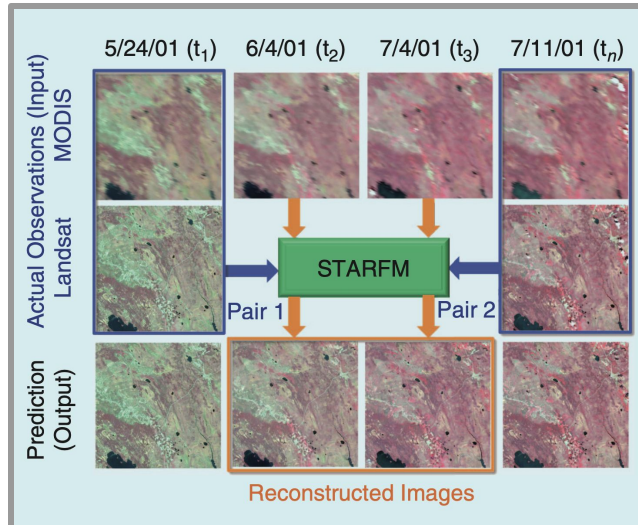 5/24/01 (t1) 6/4/01 (t2) 7/4/01 (t3) 7/11/01 (tn)
Actual Observations (Input)
MODIS
Landsat
STARFM
Pair 1
Pair 2
Prediction
(Output)
Reconstructed Images